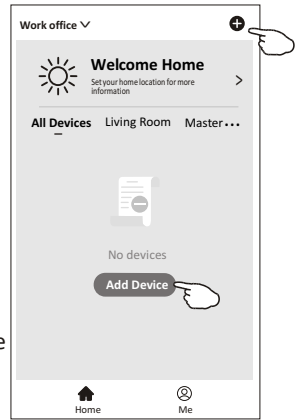 Work office
Welcome Home
Set your home location for more
information
All Devices Living Room Master
No devices
Add Device
e
Home Me